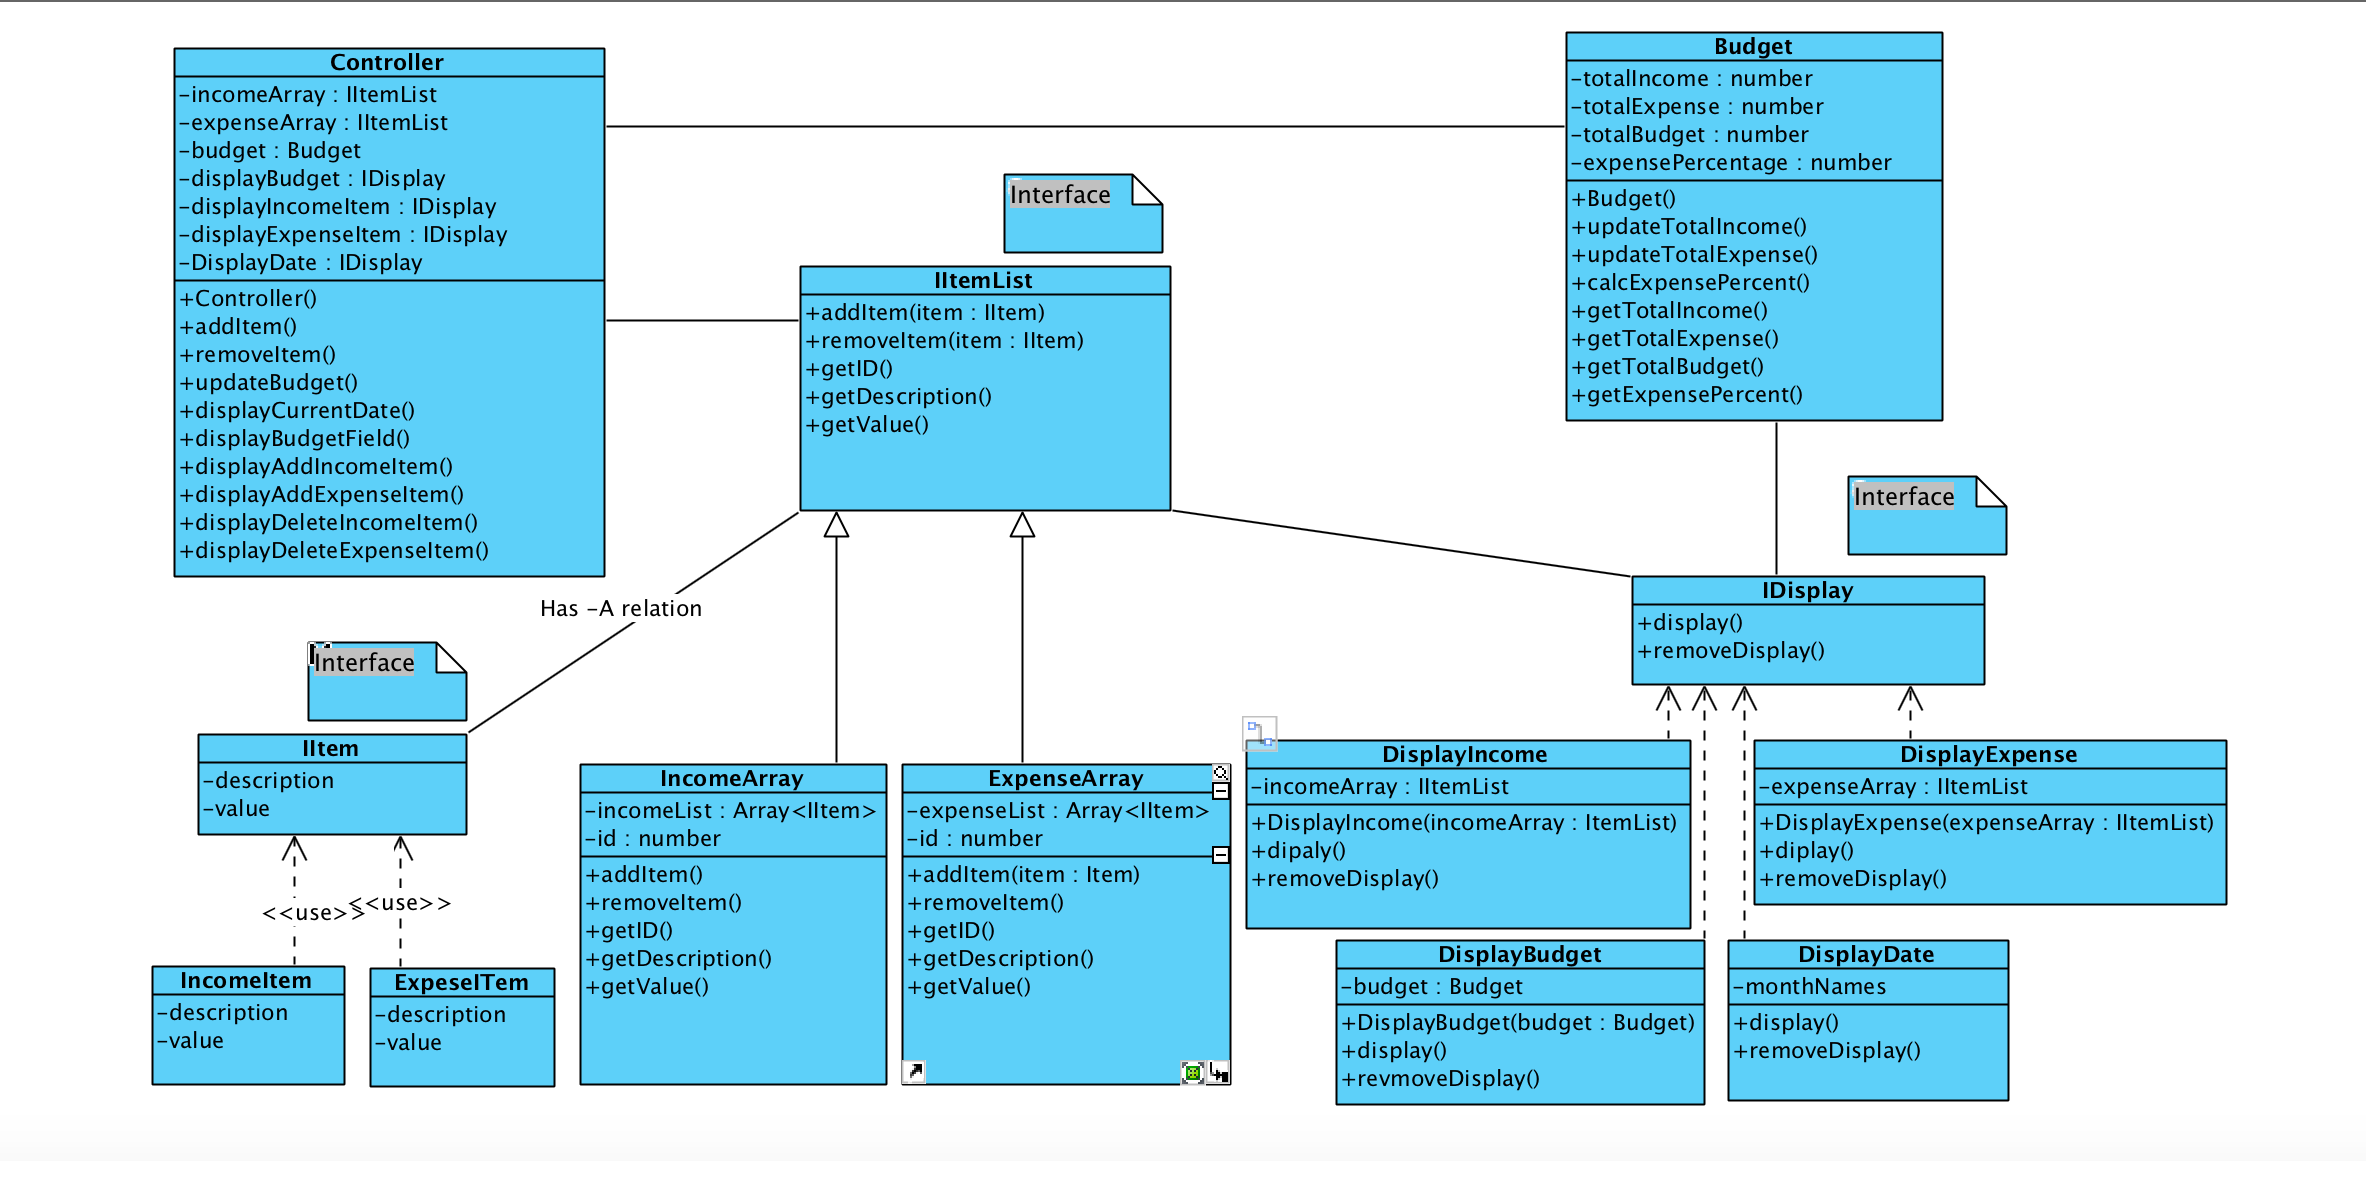 Controller
-incomeArray : IItemList
-expenseArray : IItemList
-budget : Budget
-displayBudget : IDisplay
-displayIncomeItem : IDisplay
-displayExpenseItem : IDisplay
-DisplayDate : IDisplay
+Controller()
+addItem()
+removeItem()
+updateBudget()
+displayCurrentDate()
+displayBudgetField()
+displayAddIncomeItem()
+displayAddExpenseItem()
+displayDeleteIncomeItem()
+displayDeleteExpenseItem()
Interface
IItemList
+addItem(item : IItem)
+removeItem(item : IItem)
+getID()
+getDescription()
+getValue()
Budget
-totalIncome : number
-totalExpense : number
-totalBudget : number
-expensePercentage : number
+Budget()
+updateTotalIncome()
+updateTotalExpense()
+calcExpensePercent()
+getTotalIncome()
+getTotalExpense()
+getTotalBudget()
+getExpensePercent()
Interface
IDisplay
+display()
+removeDisplay()
Has -A relation
Interface
IItem
-description
-value
<<use>>
<<use>>
IncomeItem
-description
-value
ExpeseITem
-description
-value
IncomeArray
-incomeList : Array<IItem>
-id : number
+addItem()
+removeItem()
+getID()
+getDescription()
+getValue()
ExpenseArray
-expenseList : Array<IItem>
-id : number
+addItem(item : Item)
+removeItem()
+getID()
+getDescription()
+getValue()
DisplayIncome
-incomeArray : IItemList
+DisplayIncome(incomeArray : ItemList)
+dipaly()
+removeDisplay()
DisplayExpense
-expenseArray : IItemList
+DisplayExpense(expenseArray : IItemList)
+diplay()
+removeDisplay()
DisplayBudget
-budget : Budget
+DisplayBudget(budget : Budget)
+display()
+revmoveDisplay()
DisplayDate
-monthNames
+display()
+removeDisplay()